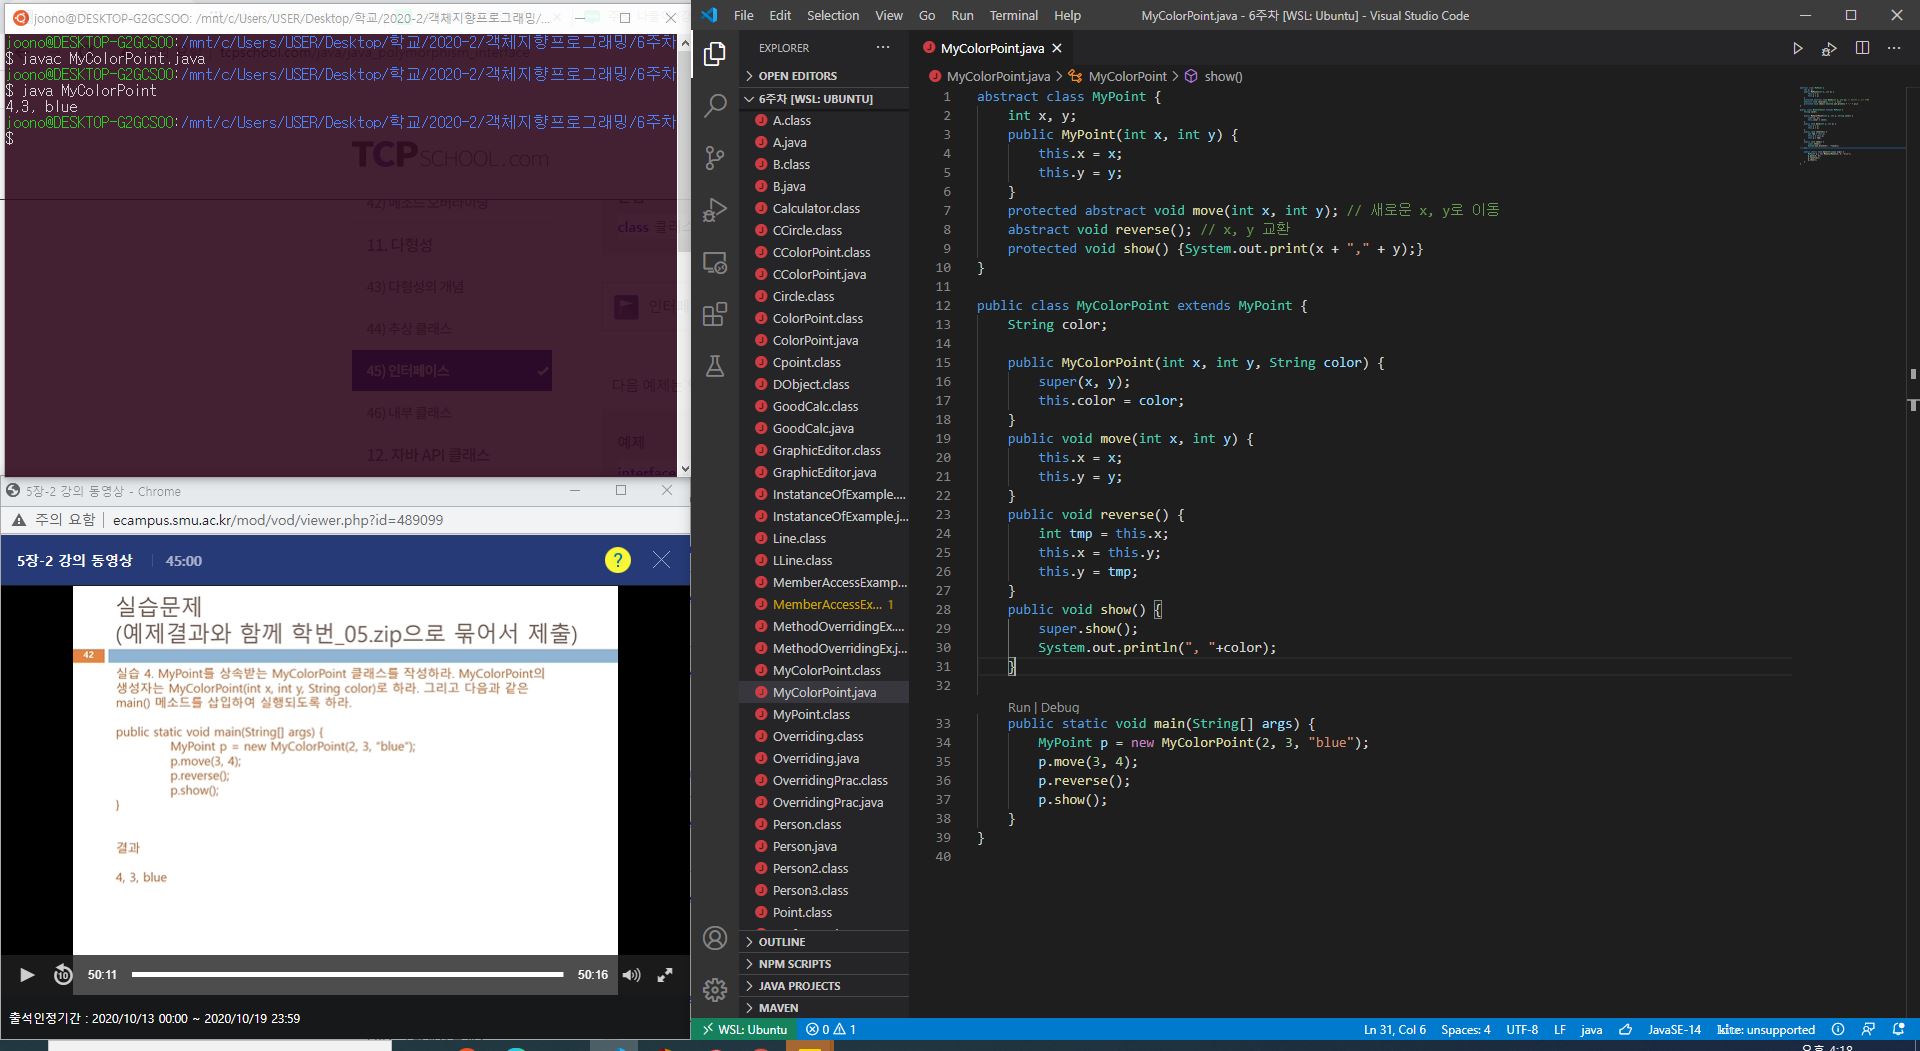 joono@DESKTOP-G2GCSOO: /mnt/c/Users/USER/Desktop/학교/2020-2/객체지향프로그래밍/...
joono@DESKTOP-G2GCSOO:/mnt/c/Users/USER/Desktop/학교/2020-2/객체지향프로그래밍/6주차
$ javac MyColorPoint.java
joono@DESKTOP-G2GCSOO:/mnt/c/Users/USER/Desktop/학교/2020-2/객체지향프로그래밍/6주차
$ java MyColorPoint
4,3, blue
joono@DESKTOP-G2GCSOO:/mnt/c/Users/USER/Desktop/학교/2020-2/객체지향프로그래밍/6주차
$
TCPSCHOOL.com
42) 메소드 오버라이딩
class 클래스
11. 다형성
43) 다형성의 개념
44) 추상 클래스
45) 인터페이스
다음 예제는
46) 내부 클래스
예제
12. 자바 API 클래스
interface
5장-2 강의 동영상 - Chrome
주의 요함 | ecampus.smu.ac.kr/mod/vod/viewer.php?id=489099
5장-2 강의 동영상 45:00
?
실습문제
(예제결과와 함께 학번_05.zip으로 묶어서 제출)
42
실습 4. MyPoint를 상속받는 MyColorPoint 클래스를 작성하라. MyColorPoint의
생성자는 MyColorPoint(int x, int y, String color)로 하라. 그리고 다음과 같은
main() 메소드를 삽입하여 실행되도록 하라.
public static void main(String[] args) {
MyPoint p = new MyColorPoint(2, 3, "blue");
p.move(3, 4);
p.reverse();
p.show();
}
결과
4, 3, blue
10
50:11
50:16
출석인정기간 : 2020/10/13 00:00 ~ 2020/10/19 23:59
File Edit Selection View Go Run Terminal Help
MyColorPoint.java - 6주차 [WSL: Ubuntu] - Visual Studio Code
EXPLORER
OPEN EDITORS
6주차 [WSL: UBUNTU]
A.class
A.java
B.class
B.java
Calculator.class
CCircle.class
CColorPoint.class
CColorPoint.java
Circle.class
ColorPoint.class
ColorPoint.java
Cpoint.class
DObject.class
GoodCalc.class
GoodCalc.java
GraphicEditor.class
GraphicEditor.java
InstatanceOfExample....
InstatanceOfExample.j...
Line.class
LLine.class
MemberAccessExamp...
MemberAccessEx... 1
MethodOverridingEx....
MethodOverridingEx.j...
MyColorPoint.class
MyColorPoint.java
MyPoint.class
Overriding.class
Overriding.java
OverridingPrac.class
OverridingPrac.java
Person.class
Person.java
Person2.class
Person3.class
Point.class
OUTLINE
NPM SCRIPTS
JAVA PROJECTS
MAVEN
MyColorPoint.java
MyColorPoint.java > MyColorPoint > show()
1 abstract class MyPoint {
2 int x, y;
3 public MyPoint(int x, int y) {
4 this.x = x;
5 this.y = y;
6 }
7 protected abstract void move(int x, int y); // 새로운 x, y로 이동
8 abstract void reverse(); // x, y 교환
9 protected void show() {System.out.print(x + "," + y);}
10 }
11
12 public class MyColorPoint extends MyPoint {
13 String color;
14
15 public MyColorPoint(int x, int y, String color) {
16 super(x, y);
17 this.color = color;
18 }
19 public void move(int x, int y) {
20 this.x = x;
21 this.y = y;
22 }
23 public void reverse() {
24 int tmp = this.x;
25 this.x = this.y;
26 this.y = tmp;
27 }
28 public void show() {
29 super.show();
30 System.out.println(", "+color);
31 }
32
Run | Debug
33 public static void main(String[] args) {
34 MyPoint p = new MyColorPoint(2, 3, "blue");
35 p.move(3, 4);
36 p.reverse();
37 p.show();
38 }
39 }
40
WSL: Ubuntu 0 1
Ln 31, Col 6 Spaces: 4 UTF-8 LF java JavaSE-14 kite: unsupported
오후 4:18